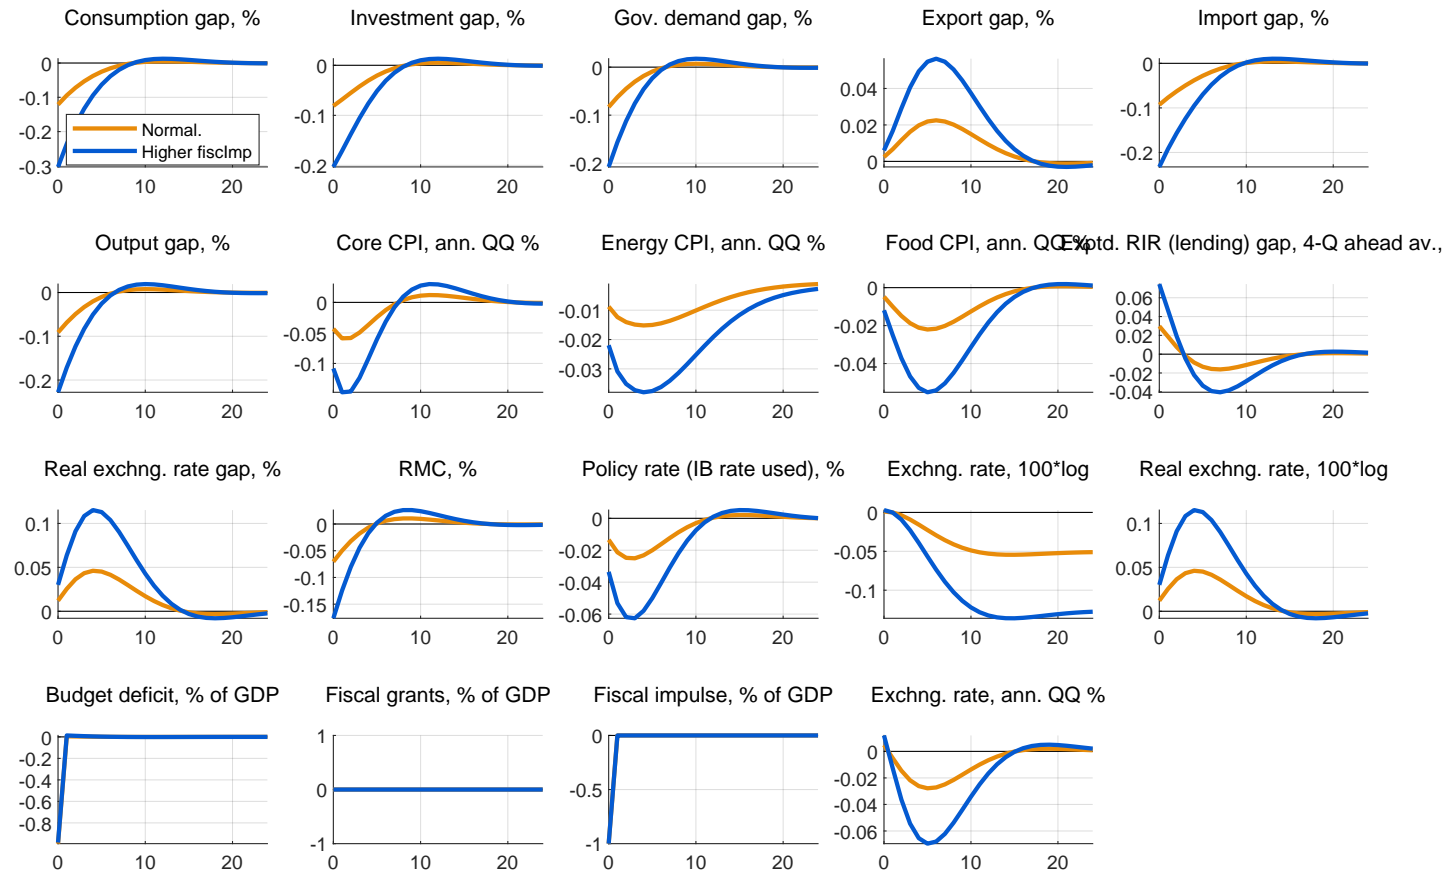 Consumption gap, %
Investment gap, %
Gov. demand gap, %
Export gap, %
Import gap, %
0
-0.1
-0.2
-0.3
Normal.
Higher fiscImp
0 10 20
0
-0.1
-0.2
0 10 20
0
-0.1
-0.2
0 10 20
0.04
0.02
0
0 10 20
0
-0.1
-0.2
0 10 20
Output gap, %
Core CPI, ann. QQ %
Energy CPI, ann. QQ %
Food CPI, ann. QQ %
Exptd. RIR (lending) gap, 4-Q ahead av.,
0
-0.1
-0.2
0 10 20
0
-0.05
-0.1
0 10 20
-0.01
-0.02
-0.03
0 10 20
0
-0.02
-0.04
0 10 20
0.06
0.04
0.02
0
-0.02
-0.04
0 10 20
Real exchng. rate gap, %
RMC, %
Policy rate (IB rate used), %
Exchng. rate, 100*log
Real exchng. rate, 100*log
0.1
0.05
0
0 10 20
0
-0.05
-0.1
-0.15
0 10 20
0
-0.02
-0.04
-0.06
0 10 20
0
-0.05
-0.1
0 10 20
0.1
0.05
0
0 10 20
Budget deficit, % of GDP
Fiscal grants, % of GDP
Fiscal impulse, % of GDP
Exchng. rate, ann. QQ %
0
-0.2
-0.4
-0.6
-0.8
0 10 20
1
0
-1
0 10 20
0
-0.5
-1
0 10 20
0
-0.02
-0.04
-0.06
0 10 20